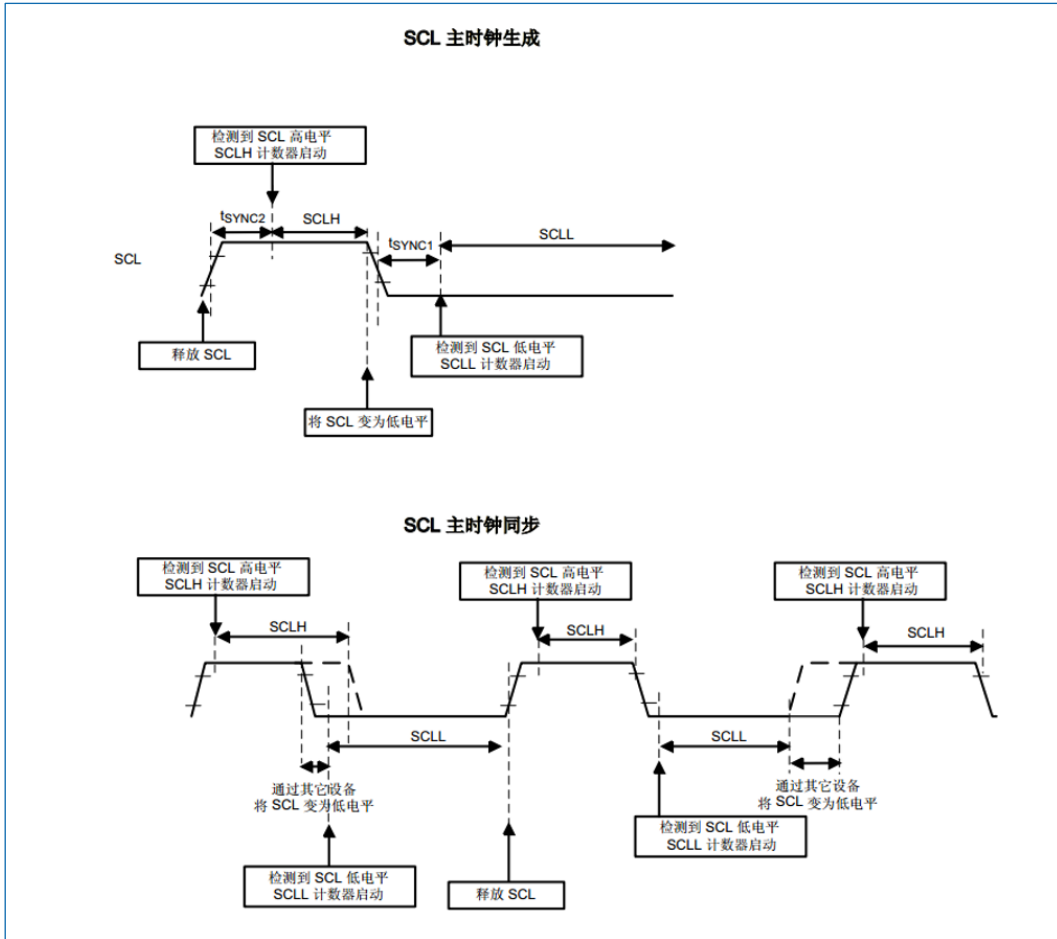 SCL 主时钟生成
检测到 SCL 高电平
SCLH 计数器启动
tSYNC2
SCLH
SCL
tSYNC1
SCLL
释放 SCL
检测到 SCL 低电平
SCLL 计数器启动
将 SCL 变为低电平
SCL 主时钟同步
检测到 SCL 高电平
SCLH 计数器启动
检测到 SCL 高电平
SCLH 计数器启动
检测到 SCL 高电平
SCLH 计数器启动
SCLH
SCLH
SCLH
SCLL
SCLL
通过其它设备
将 SCL 变为低电平
通过其它设备
将 SCL 变为低电平
检测到 SCL 低电平
SCLL 计数器启动
检测到 SCL 低电平
SCLL 计数器启动
释放 SCL